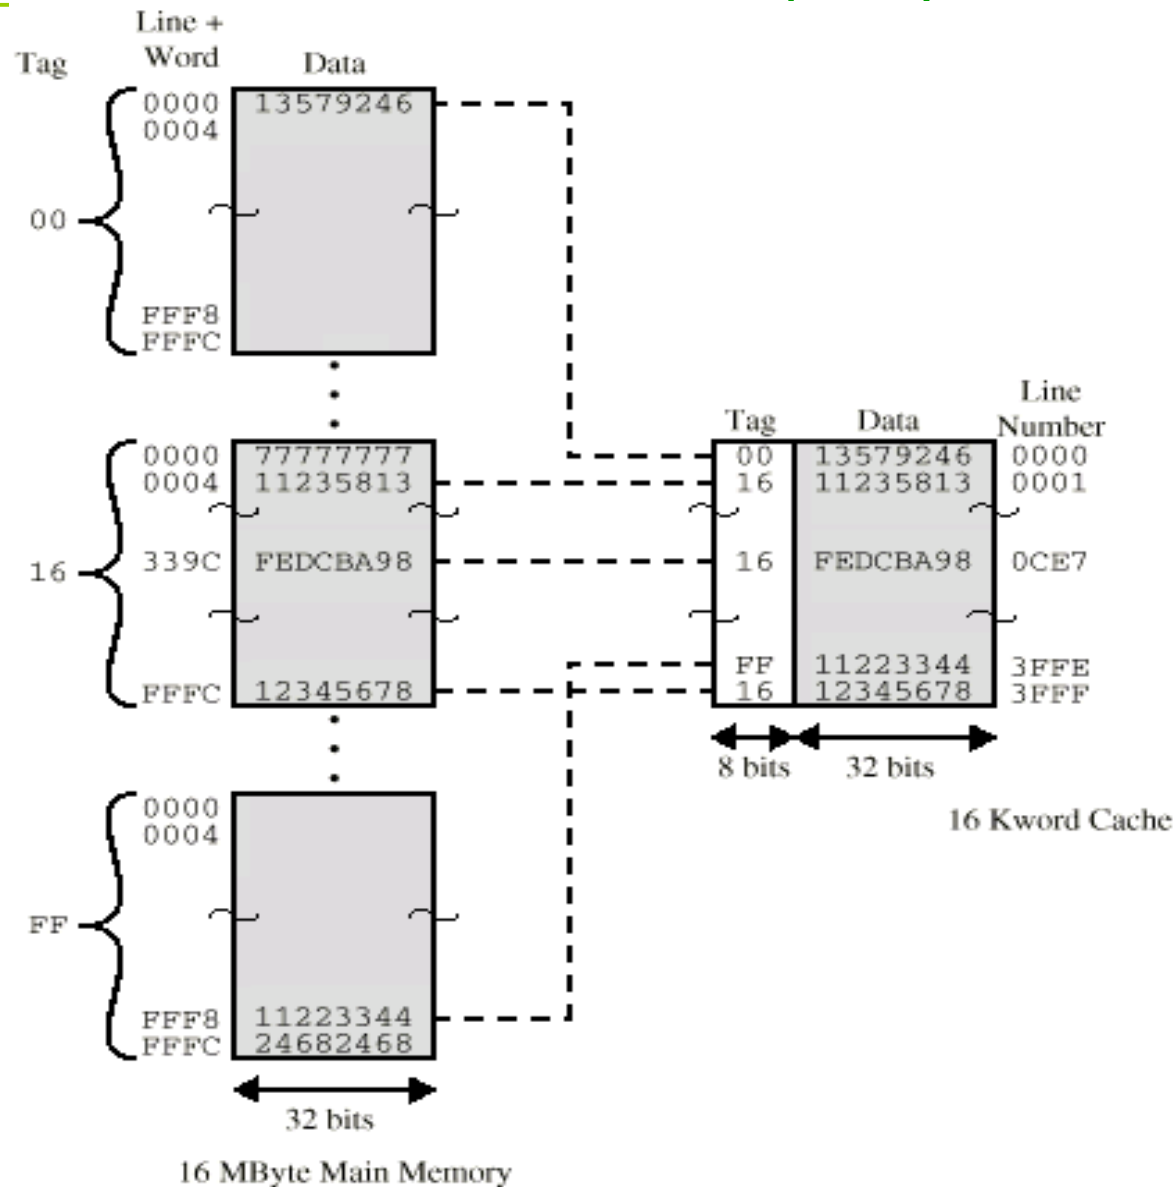 Line +
Tag Word Data
0000 13579246
0004
00
FFF8
FFFC
Line
Tag Data Number
0000 77777777 00 13579246 0000
0004 11235813 16 11235813 0001
16 339C FEDCBA98 16 FEDCBA98 0CE7
FF 11223344 3FFE
FFFC 12345678 16 12345678 3FFF
8 bits 32 bits
0000
0004
16 Kword Cache
FF
FFF8 11223344
FFFC 24682468
32 bits
16 MByte Main Memory